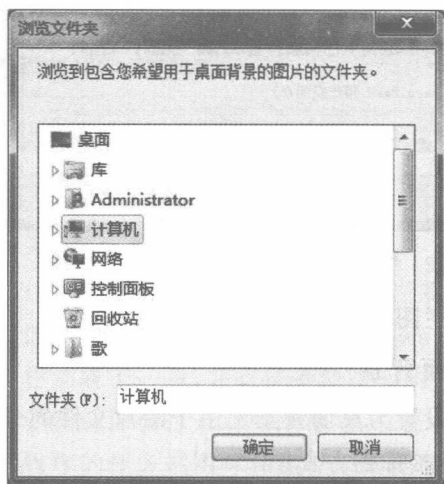 浏览文件夹
浏览到包含您希望用于桌面背景的图片的文件夹。
桌面
库
Administrator
计算机
网络
控制面板
回收站
歌
文件夹(F): 计算机
确定 取消